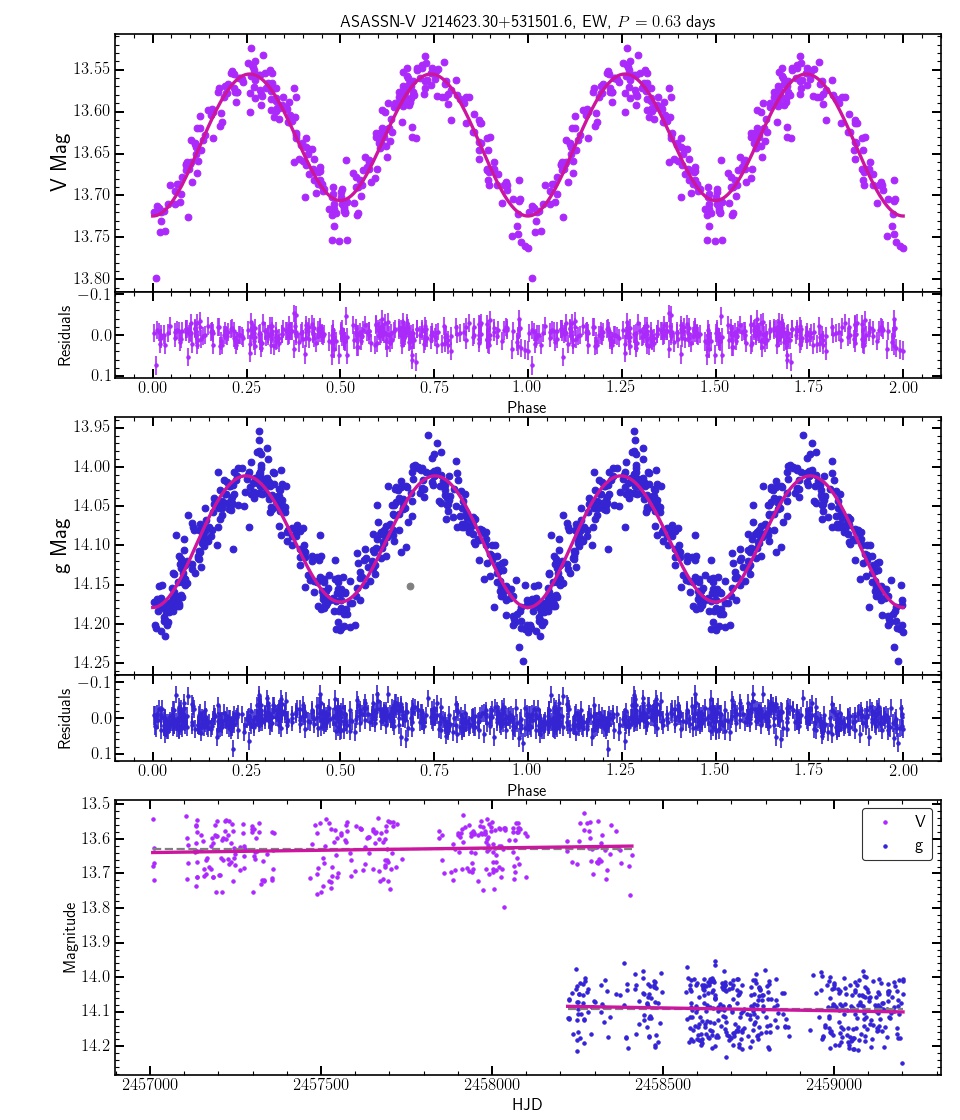 ASASSN-V J214623.30+531501.6, EW, P = 0.63 days
V Mag
13.55
13.60
13.65
13.70
13.75
13.80
Residuals
−0.1
0.0
0.1
0.00 0.25 0.50 0.75 1.00 1.25 1.50 1.75 2.00
Phase
g Mag
13.95
14.00
14.05
14.10
14.15
14.20
14.25
Residuals
−0.1
0.0
0.1
0.00 0.25 0.50 0.75 1.00 1.25 1.50 1.75 2.00
Phase
Magnitude
13.5
13.6
13.7
13.8
13.9
14.0
14.1
14.2
V
g
2457000 2457500 2458000 2458500 2459000
HJD